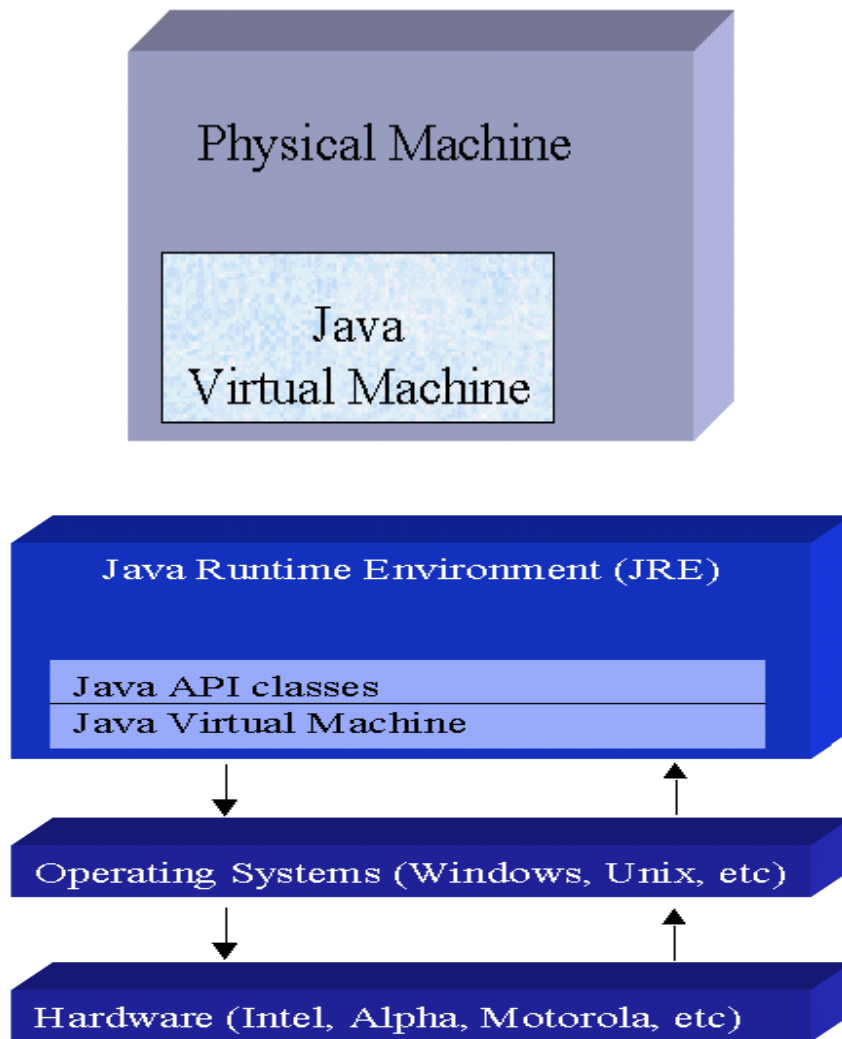 Physical Machine
Java
Virtual Machine
Java Runtime Environment (JRE)
Java API classes
Java Virtual Machine
Operating Systems (Windows, Unix, etc)
Hardware (Intel, Alpha, Motorola, etc)